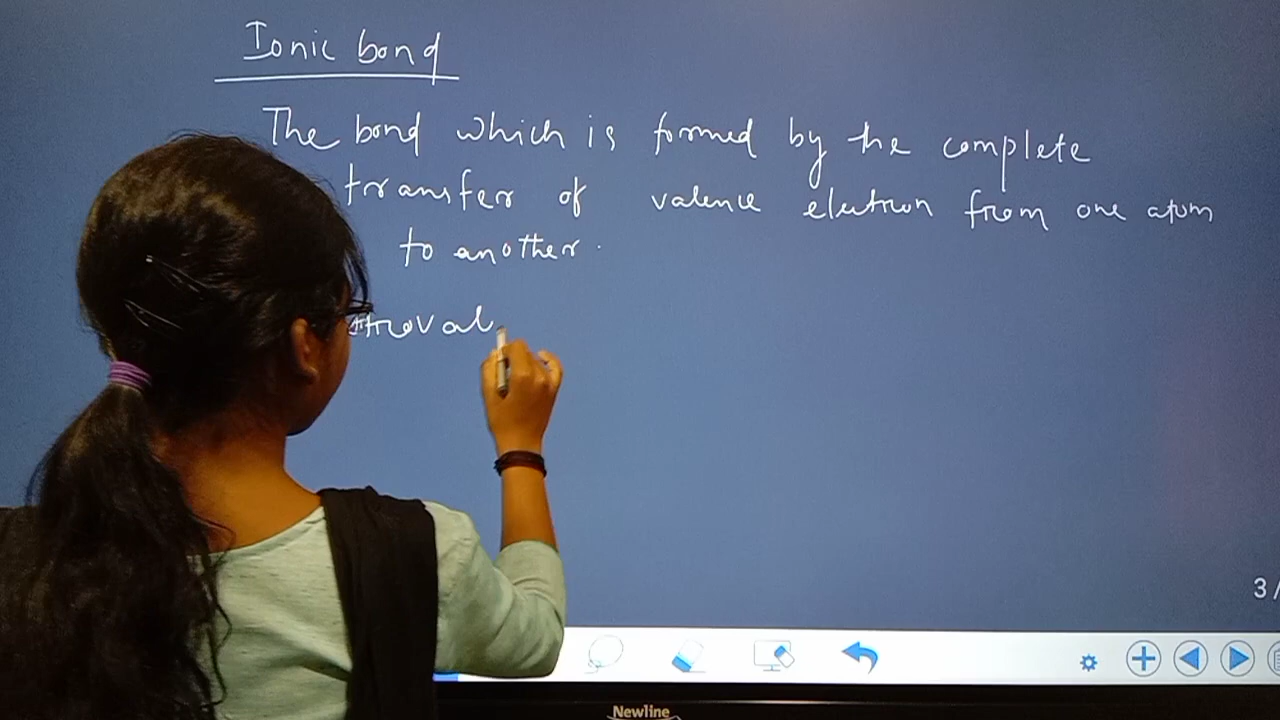 Ionic bond
The bond which is formed by the complete
transfer of valence electron from one atom
to another.
3/
Newline